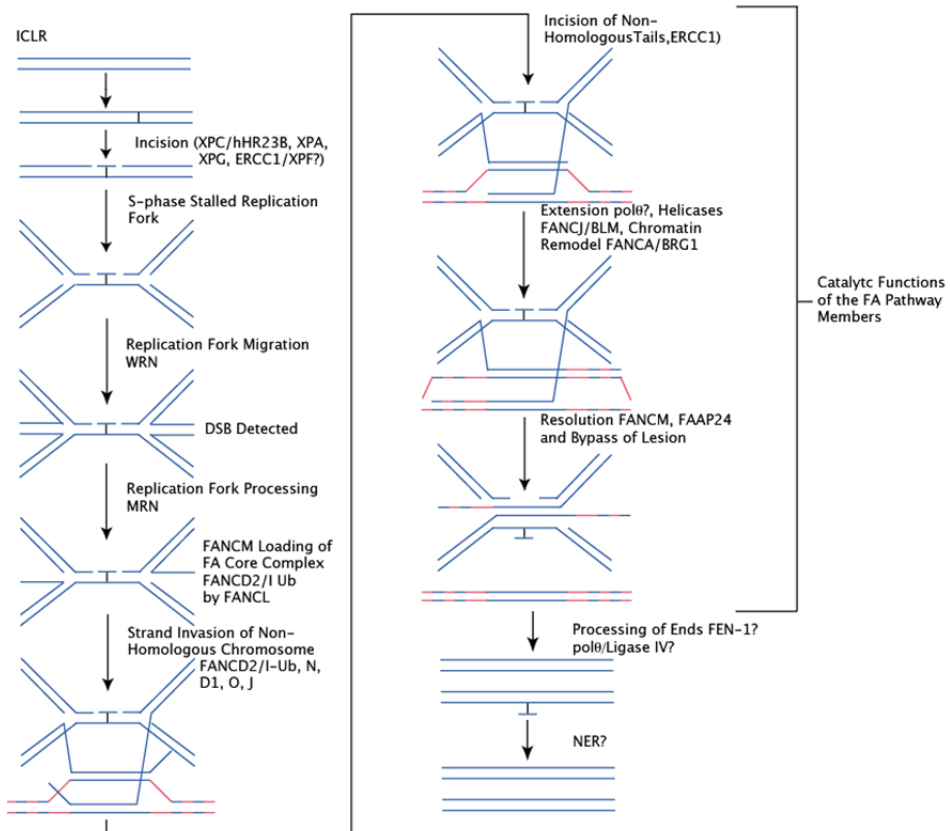 ICLR
Incision (XPC/hHR23B, XPA,
XPG, ERCC1/XPF?)
S-phase Stalled Replication
Fork
Replication Fork Migration
WRN
DSB Detected
Replication Fork Processing
MRN
FANCM Loading of
FA Core Complex
FANCD2/I Ub
by FANCL
Strand Invasion of Non-
Homologous Chromosome
FANCD2/I-Ub, N,
D1, O, J
Incision of Non-
HomologousTails,ERCC1)
Extension polθ?, Helicases
FANCJ/BLM, Chromatin
Remodel FANCA/BRG1
Resolution FANCM, FAAP24
and Bypass of Lesion
Processing of Ends FEN-1?
polθ/Ligase IV?
NER?
Catalytc Functions
of the FA Pathway
Members